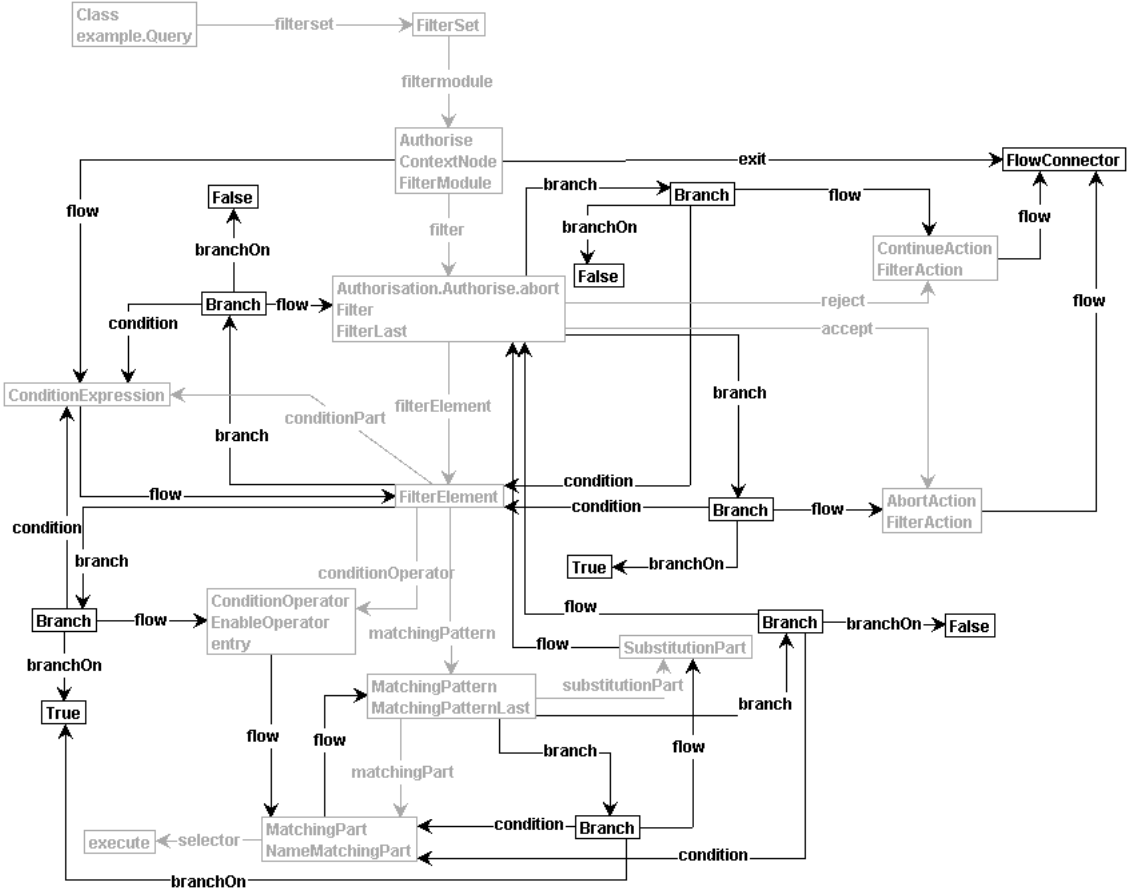 Class
example.Query
filterset
FilterSet
filtermodule
Authorise
ContextNode
FilterModule
exit
FlowConnector
flow
False
branch
Branch
flow
flow
filter
branchOn
branchOn
ContinueAction
FilterAction
False
Authorisation.Authorise.abort
Filter
FilterLast
Branch
flow
reject
flow
condition
accept
ConditionExpression
branch
filterElement
conditionPart
branch
condition
flow
FilterElement
condition
Branch
flow
AbortAction
FilterAction
condition
branch
True
branchOn
conditionOperator
ConditionOperator
EnableOperator
entry
flow
Branch
flow
matchingPattern
Branch
branchOn
False
flow
SubstitutionPart
branchOn
MatchingPattern
MatchingPatternLast
substitutionPart
branch
True
flow
flow
branch
flow
matchingPart
MatchingPart
NameMatchingPart
condition
Branch
execute
selector
condition
branchOn